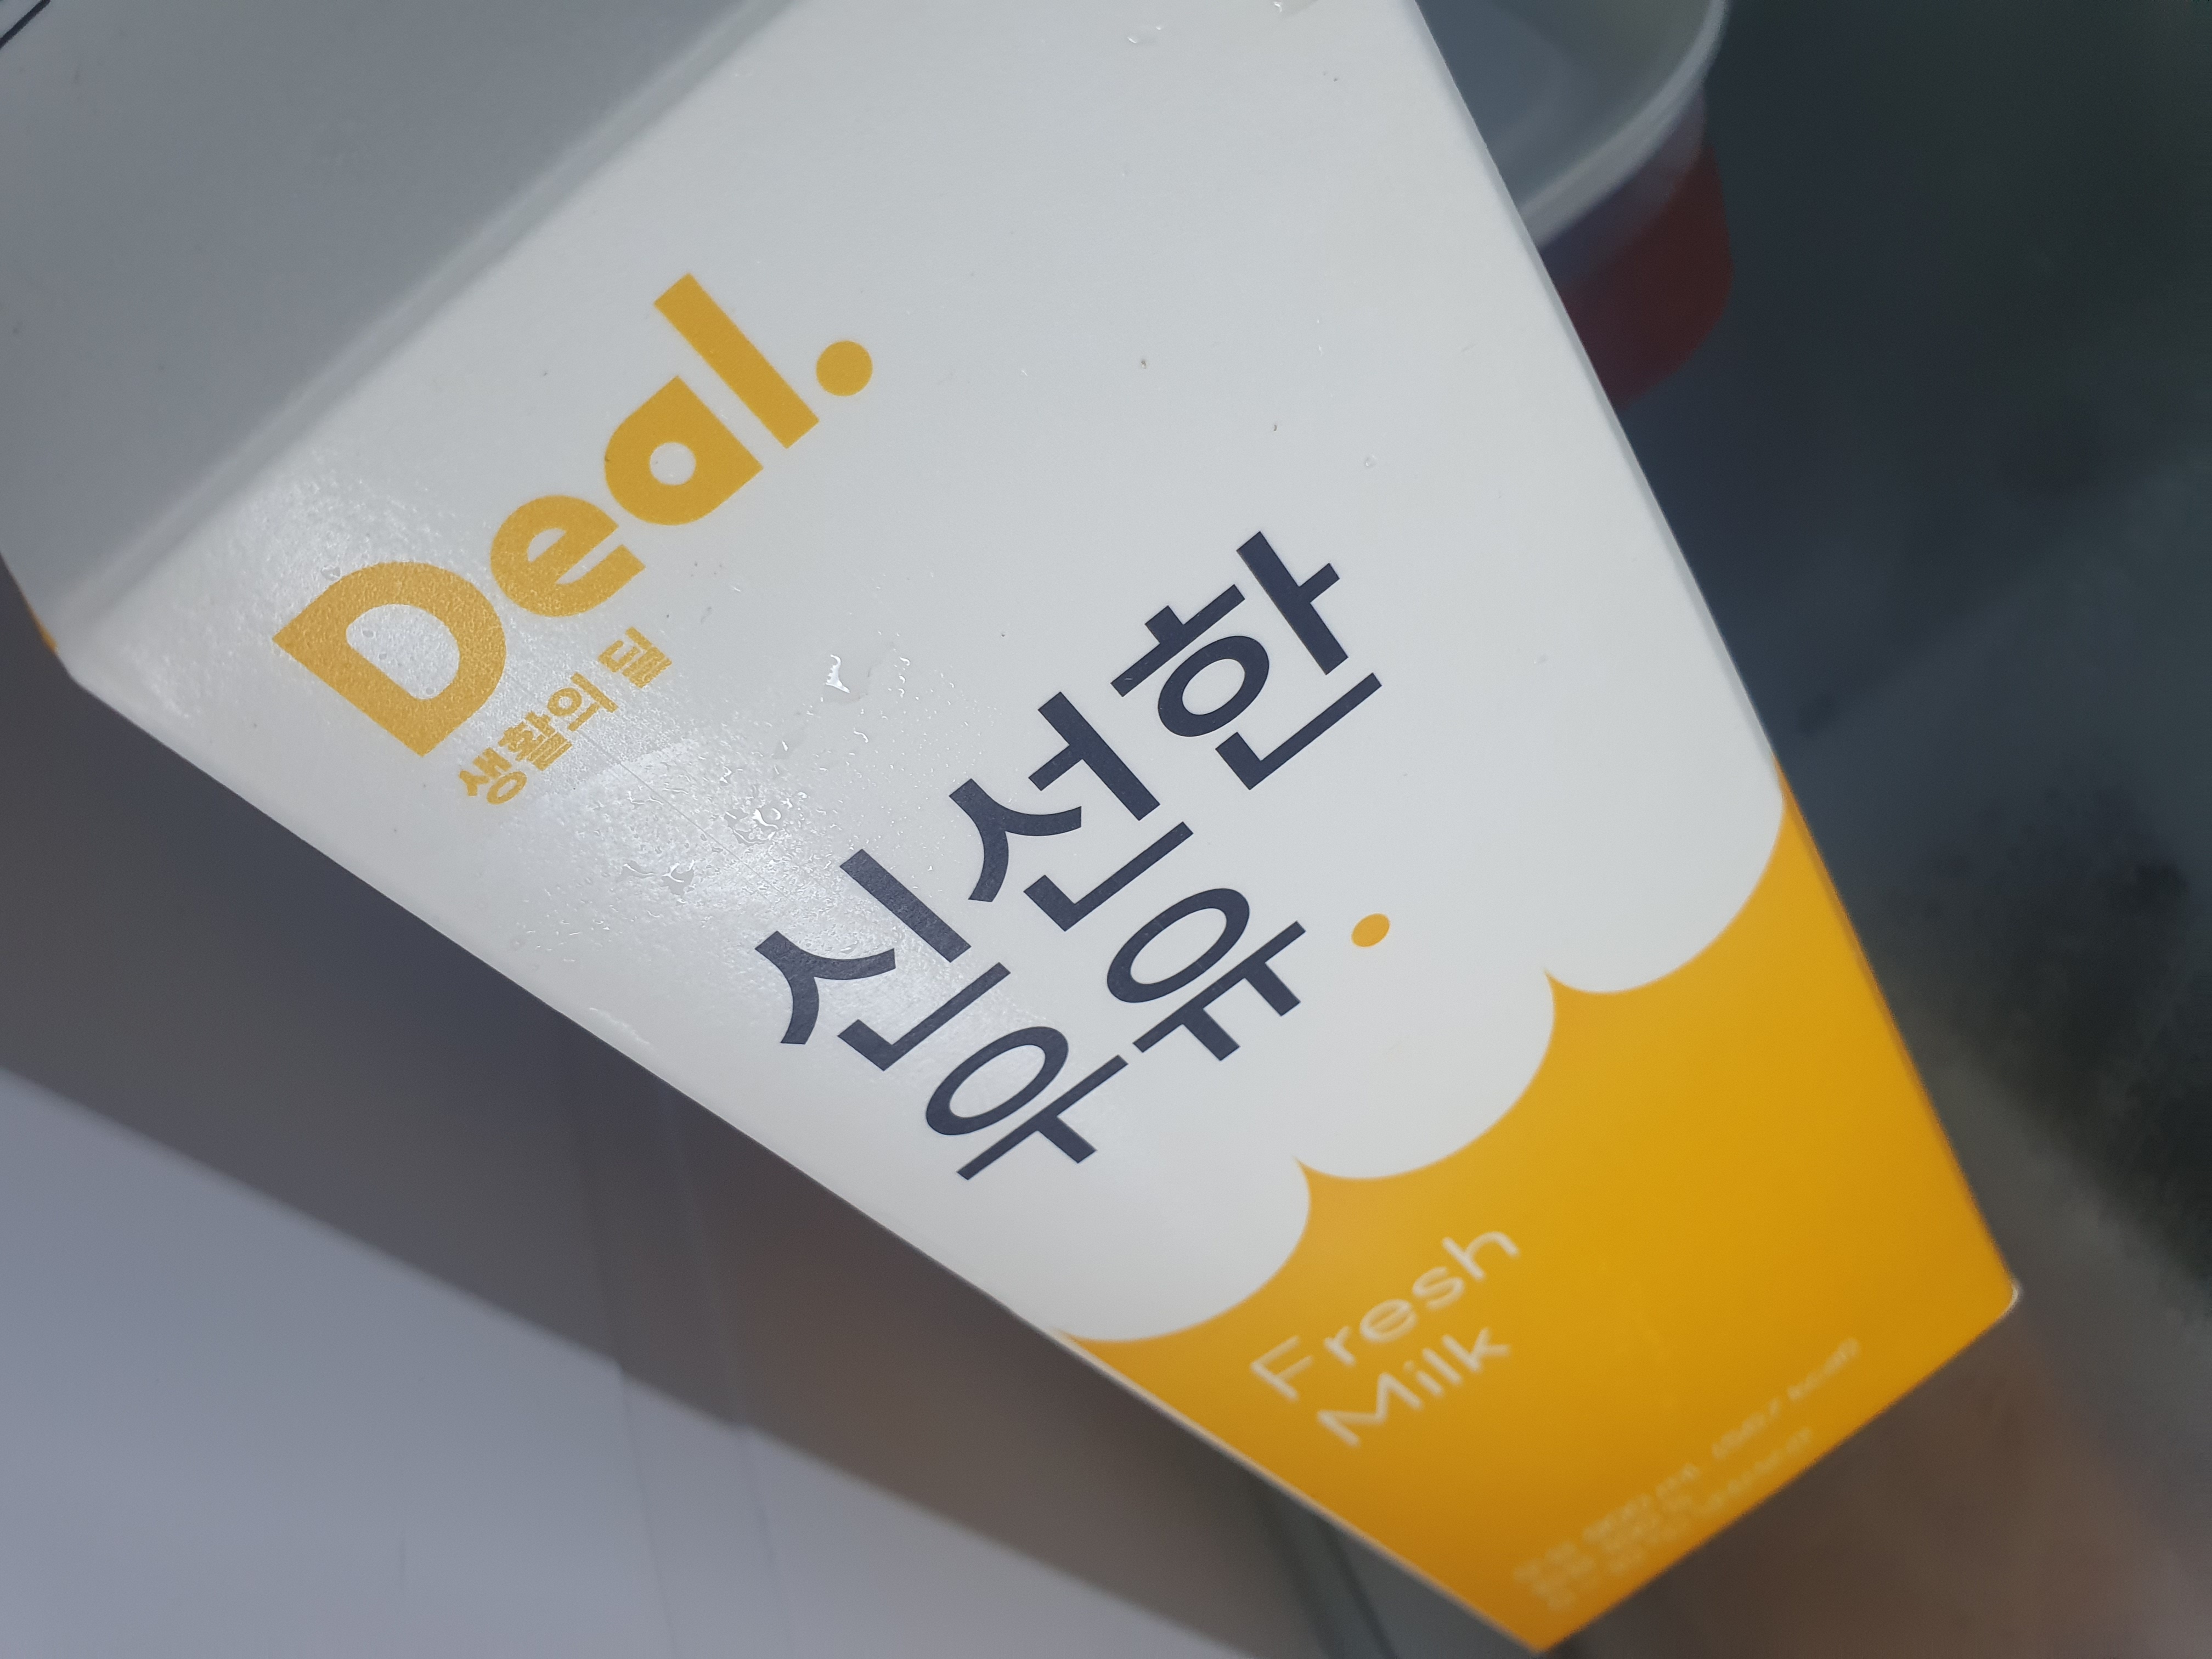 Deal.
생활의 딜
신선한
우유.
Fresh
Milk